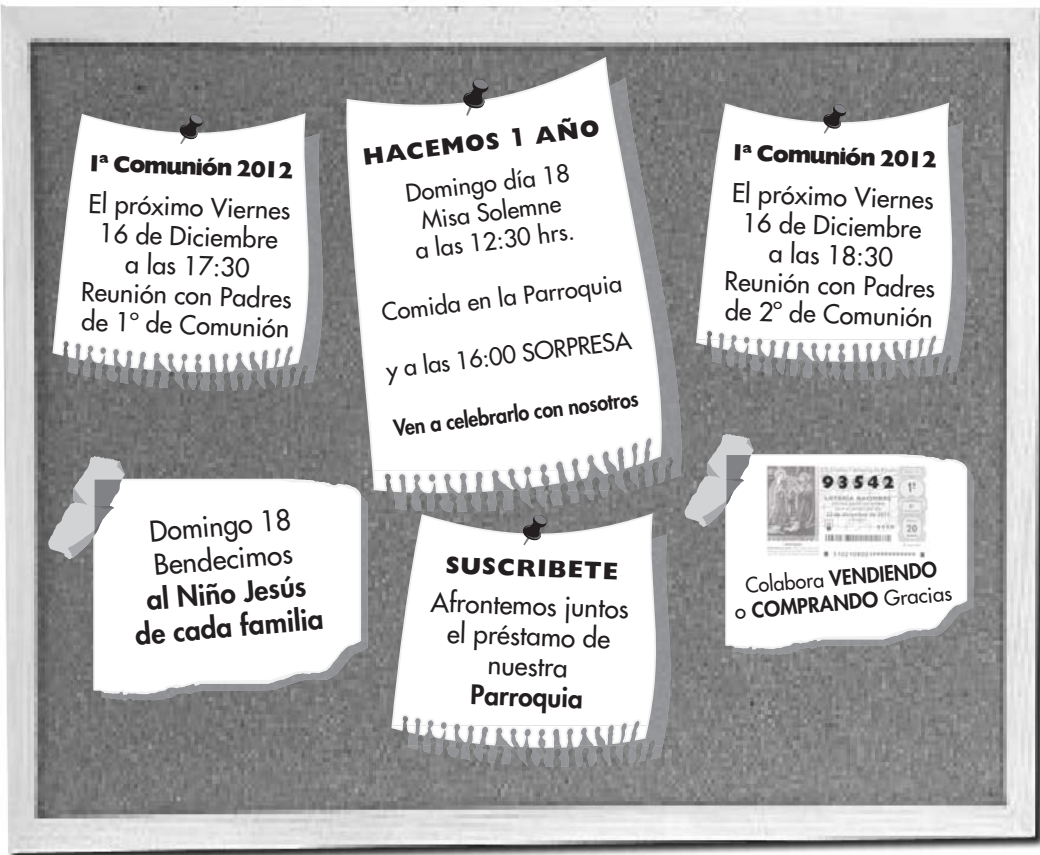 1ª Comunión 2012
El próximo Viernes
16 de Diciembre
a las 17:30
Reunión con Padres
de 1º de Comunión
HACEMOS 1 AÑO
Domingo día 18
Misa Solemne
a las 12:30 hrs.
Comida en la Parroquia
y a las 16:00 SORPRESA
Ven a celebrarlo con nosotros
1ª Comunión 2012
El próximo Viernes
16 de Diciembre
a las 18:30
Reunión con Padres
de 2º de Comunión
Domingo 18
Bendecimos
al Niño Jesús
de cada familia
SUSCRIBETE
Afrontemos juntos
el préstamo de
nuestra
Parroquia
93542
LOTERIA NACIONAL
20
Colabora VENDIENDO
o COMPRANDO Gracias